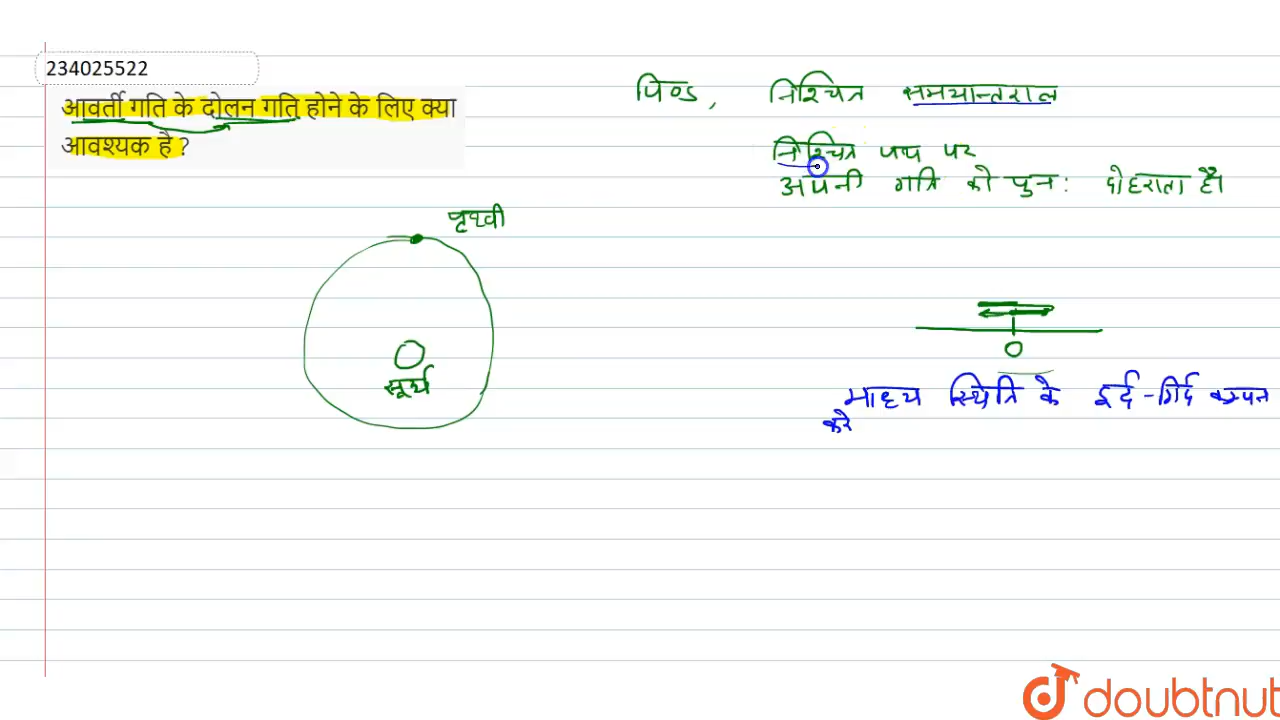 234025522
आवर्ती गति के दोलन गति होने के लिए क्या
आवश्यक है ?
पिण्ड, निश्चित समयान्तराल
निश्चित पथ पर
अपनी गति को पुन: दोहराता है।
पृथ्वी
सूर्य
माध्य स्थिति के इर्द-गिर्द कम्पन
करे
doubtnut